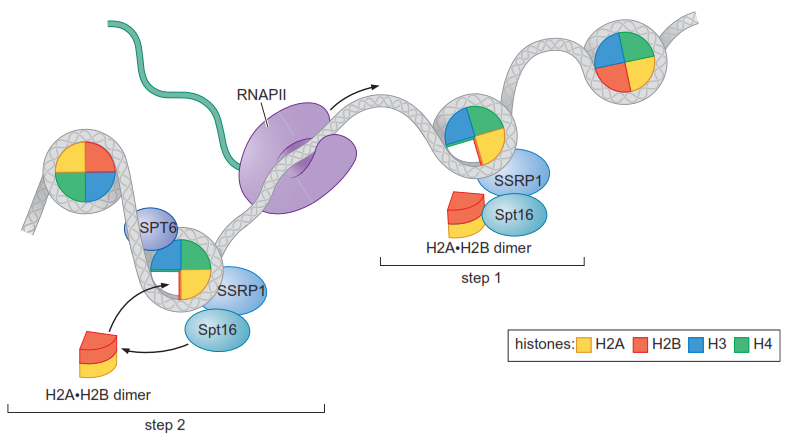 RNAPII
SSRP1
Spt16
H2A•H2B dimer
step 1
SPT6
SSRP1
Spt16
H2A•H2B dimer
step 2
histones: H2A H2B H3 H4